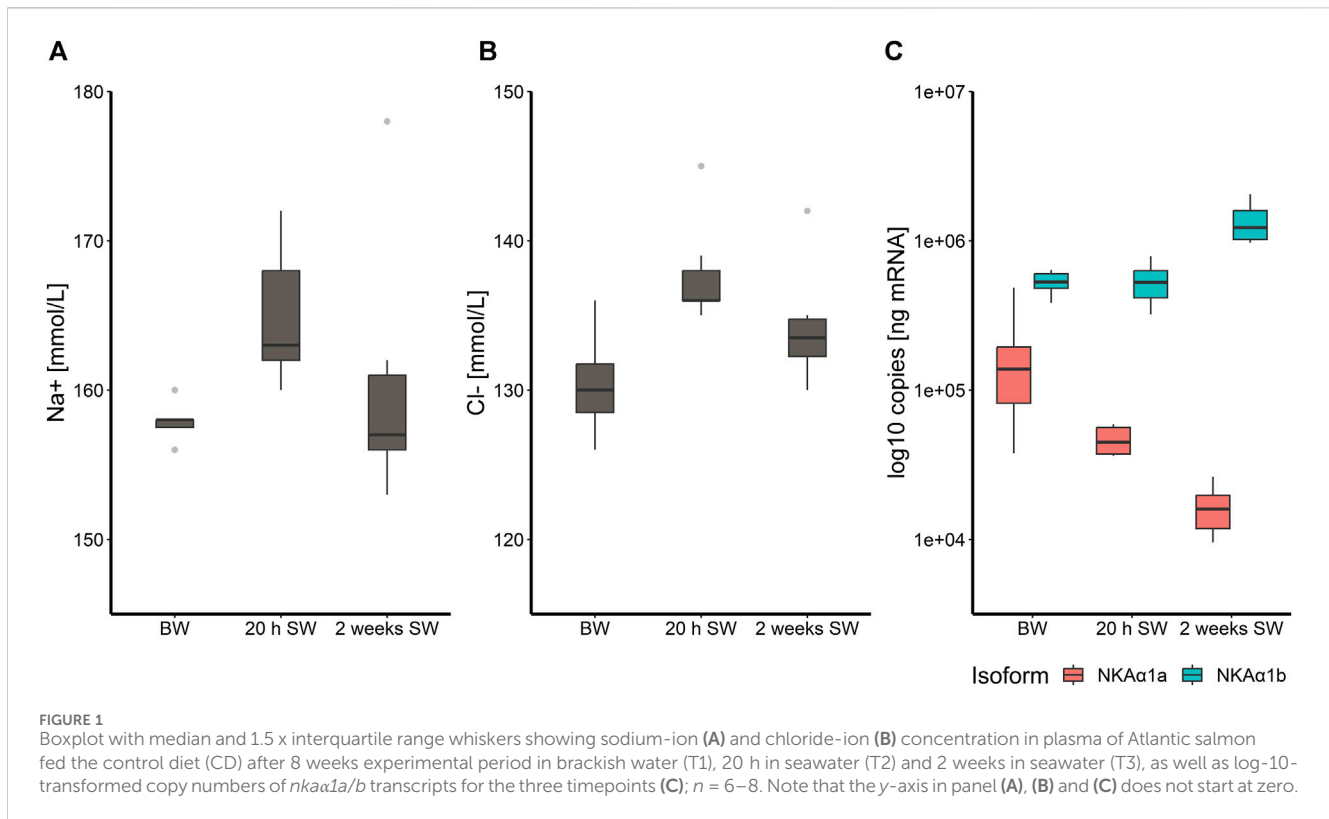 A
B
C
180
170
160
150
Na+ [mmol/L]
BW
20 h SW
2 weeks SW
150
140
130
120
Cl- [mmol/L]
BW
20 h SW
2 weeks SW
1e+07
1e+06
1e+05
1e+04
log10 copies [ng mRNA]
BW
20 h SW
2 weeks SW
Isoform NKAα1a NKAα1b
FIGURE 1
Boxplot with median and 1.5 x interquartile range whiskers showing sodium-ion (A) and chloride-ion (B) concentration in plasma of Atlantic salmon
fed the control diet (CD) after 8 weeks experimental period in brackish water (T1), 20 h in seawater (T2) and 2 weeks in seawater (T3), as well as log-10-
transformed copy numbers of nkaα1a/b transcripts for the three timepoints (C); n = 6–8. Note that the y-axis in panel (A), (B) and (C) does not start at zero.